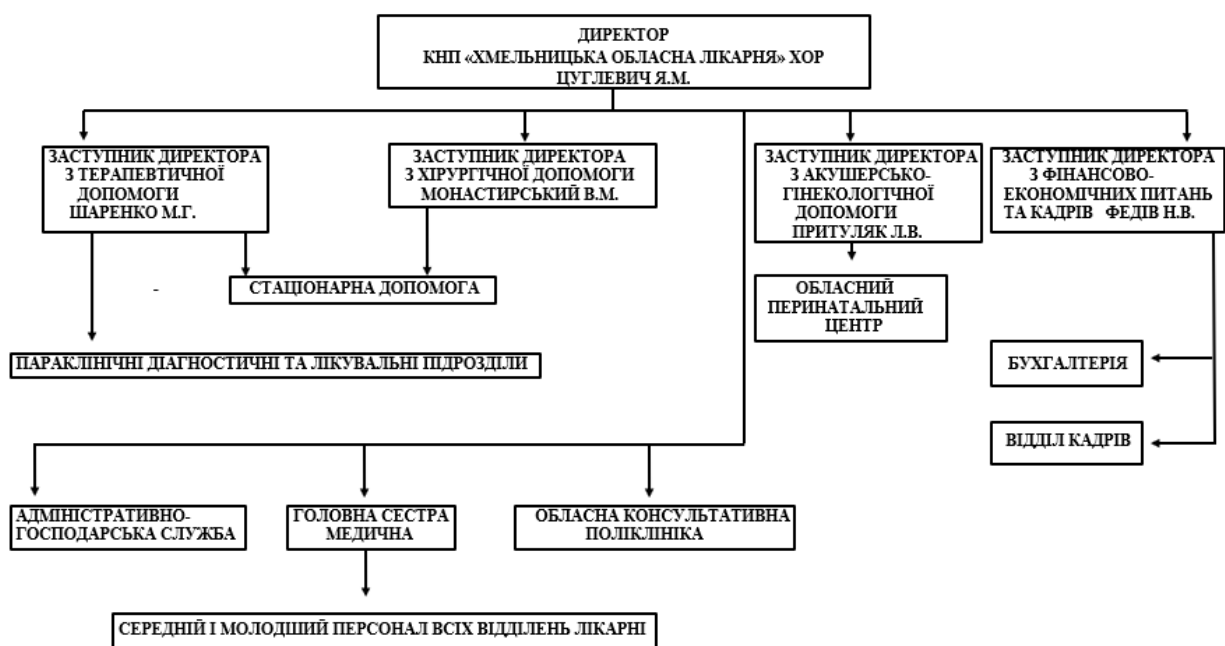 ДИРЕКТОР
КНП «ХМЕЛЬНИЦЬКА ОБЛАСНА ЛІКАРНЯ» ХОР
ЦУГЛЕВИЧ Я.М.
ЗАСТУПНИК ДИРЕКТОРА
З ТЕРАПЕВТИЧНОЇ
ДОПОМОГИ
ШАРЕНКО М.Г.
ЗАСТУПНИК ДИРЕКТОРА
З ХІРУРГІЧНОЇ ДОПОМОГИ
МОНАСТИРСЬКИЙ В.М.
ЗАСТУПНИК ДИРЕКТОРА
З АКУШЕРСЬКО-
ГІНЕКОЛОГІЧНОЇ
ДОПОМОГИ
ПРИТУЛЯК Л.В.
ЗАСТУПНИК ДИРЕКТОРА
З ФІНАНСОВО-
ЕКОНОМІЧНИХ ПИТАНЬ
ТА КАДРІВ ФЕДІВ Н.В.
-
СТАЦІОНАРНА ДОПОМОГА
ОБЛАСНИЙ
ПЕРИНАТАЛЬНИЙ
ЦЕНТР
ПАРАКЛІНІЧНІ ДІАГНОСТИЧНІ ТА ЛІКУВАЛЬНІ ПІДРОЗДІЛИ
БУХГАЛТЕРІЯ
ВІДДІЛ КАДРІВ
АДМІНІСТРАТИВНО-
ГОСПОДАРСЬКА СЛУЖБА
ГОЛОВНА СЕСТРА
МЕДИЧНА
ОБЛАСНА КОНСУЛЬТАТИВНА
ПОЛІКЛІНІКА
СЕРЕДНІЙ І МОЛОДШИЙ ПЕРСОНАЛ ВСІХ ВІДДІЛЕНЬ ЛІКАРНІ